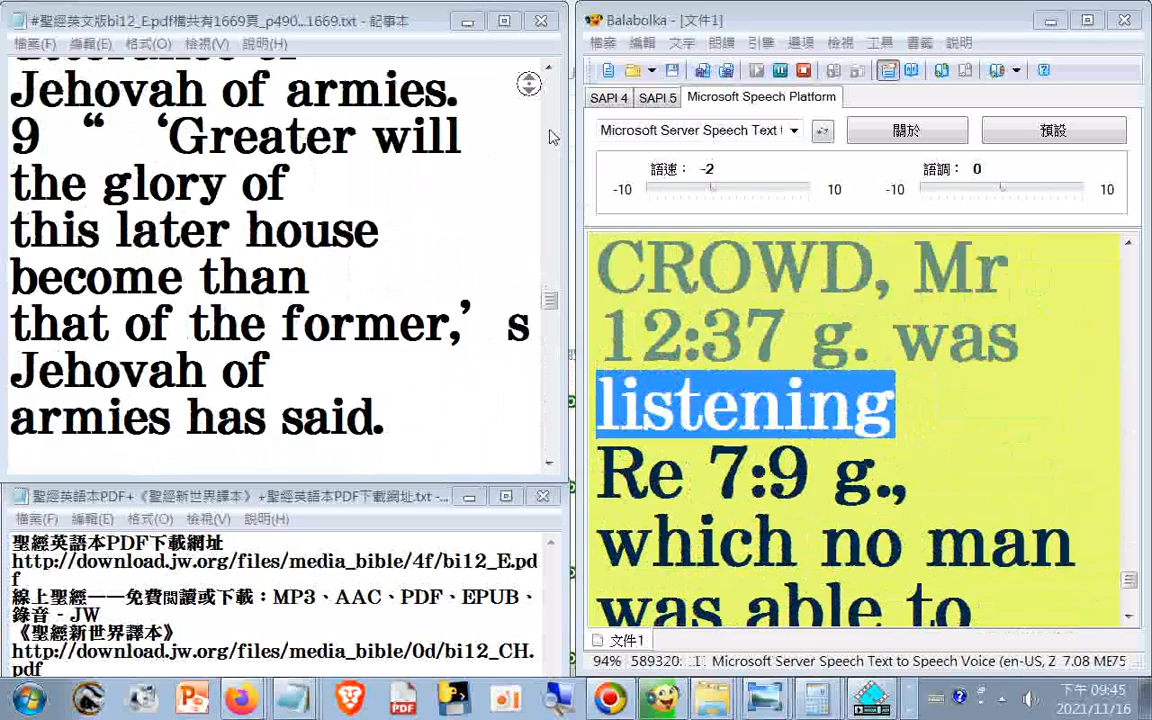 #聖經英文版bi12_E.pdf檔共有1669頁_p490...1669.txt - 記事本
檔案(F) 編輯(E) 格式(O) 檢視(V) 說明(H)
Jehovah of armies.
9 “ ‘Greater will
the glory of
this later house
become than
that of the former,’ s
Jehovah of
armies has said.
聖經英語本PDF+《聖經新世界譯本》+聖經英語本PDF下載網址.txt -...
檔案(F) 編輯(E) 格式(O) 檢視(V) 說明(H)
聖經英語本PDF下載網址
http://download.jw.org/files/media_bible/4f/bi12_E.pd
f
線上聖經——免費閱讀或下載：MP3、AAC、PDF、EPUB、
錄音 - JW
《聖經新世界譯本》
http://download.jw.org/files/media_bible/0d/bi12_CH.
pdf
Balabolka - [文件1]
檔案 編輯 文字 朗讀 引擎 選項 檢視 工具 書籤 說明
SAPI 4 SAPI 5 Microsoft Speech Platform
Microsoft Server Speech Text 關於 預設
語速： -2 語調： 0
-10 10 -10 10
CROWD, Mr
12:37 g. was
listening
Re 7:9 g.,
which no man
was able to
文件1
94% 589320: Microsoft Server Speech Text to Speech Voice (en-US, Z 7.08 МБ
PDF
下午 09:45
2021/11/16